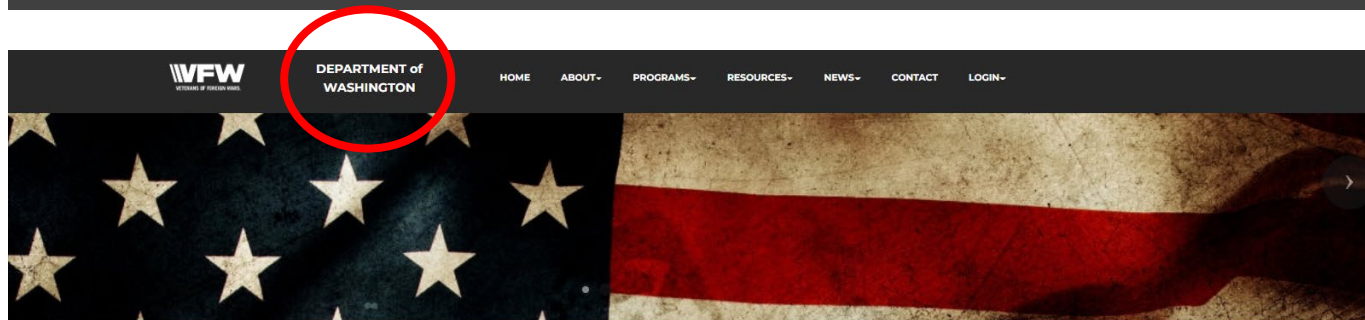 VFW
VETERANS OF FOREIGN WARS.
DEPARTMENT of
WASHINGTON
HOME ABOUT PROGRAMS RESOURCES NEWS CONTACT LOGIN